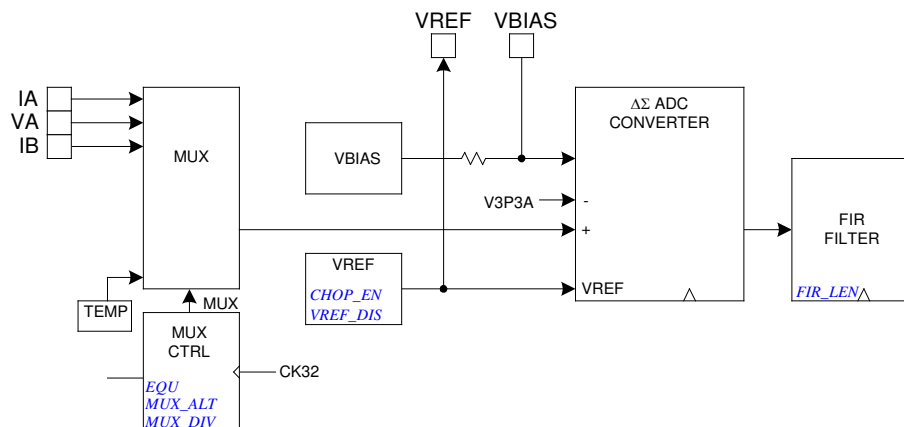 VREF
VBIAS
IA
VA
IB
MUX
VBIAS
ΔΣ ADC
CONVERTER
V3P3A
-
+
VREF
FIR
FILTER
FIR_LEN
VREF
CHOP_EN
VREF_DIS
TEMP
MUX
MUX
CTRL
EQU
MUX_ALT
MUX_DIV
CK32